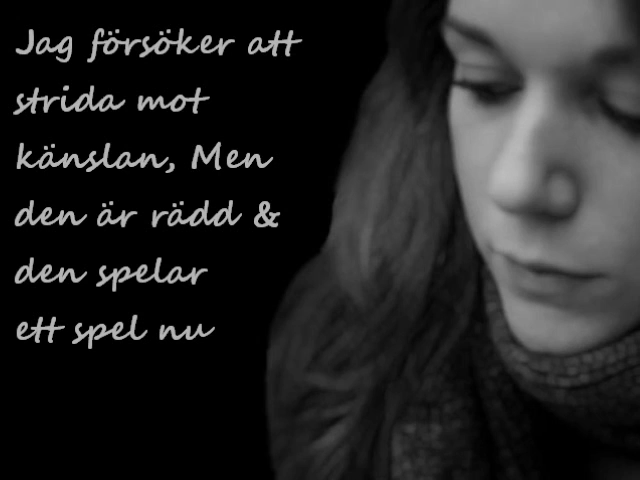 Jag försöker att
strida mot
känslan, Men
den är rädd &
den spelar
ett spel nu